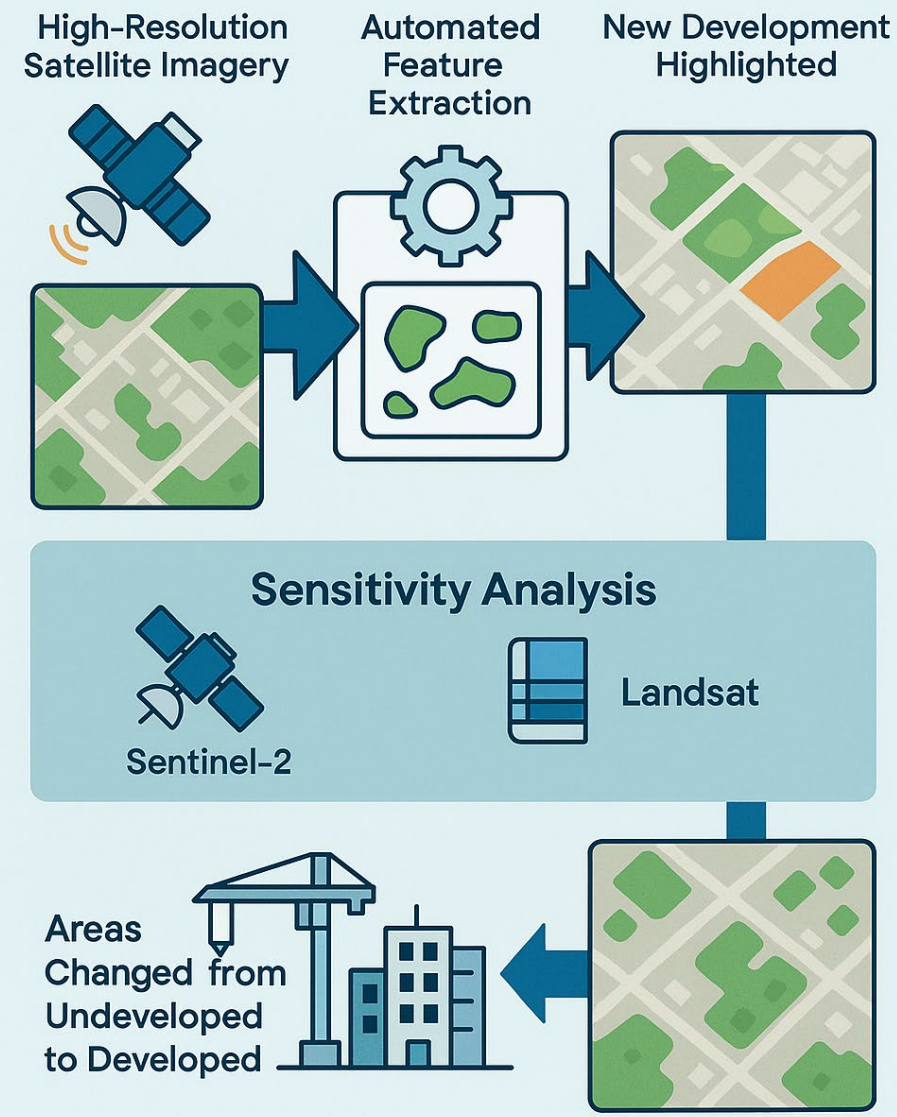 High-Resolution
Satellite Imagery
Automated
Feature
Extraction
New Development
Highlighted
Sensitivity Analysis
Sentinel-2
Landsat
Areas
Changed from
Undeveloped
to Developed